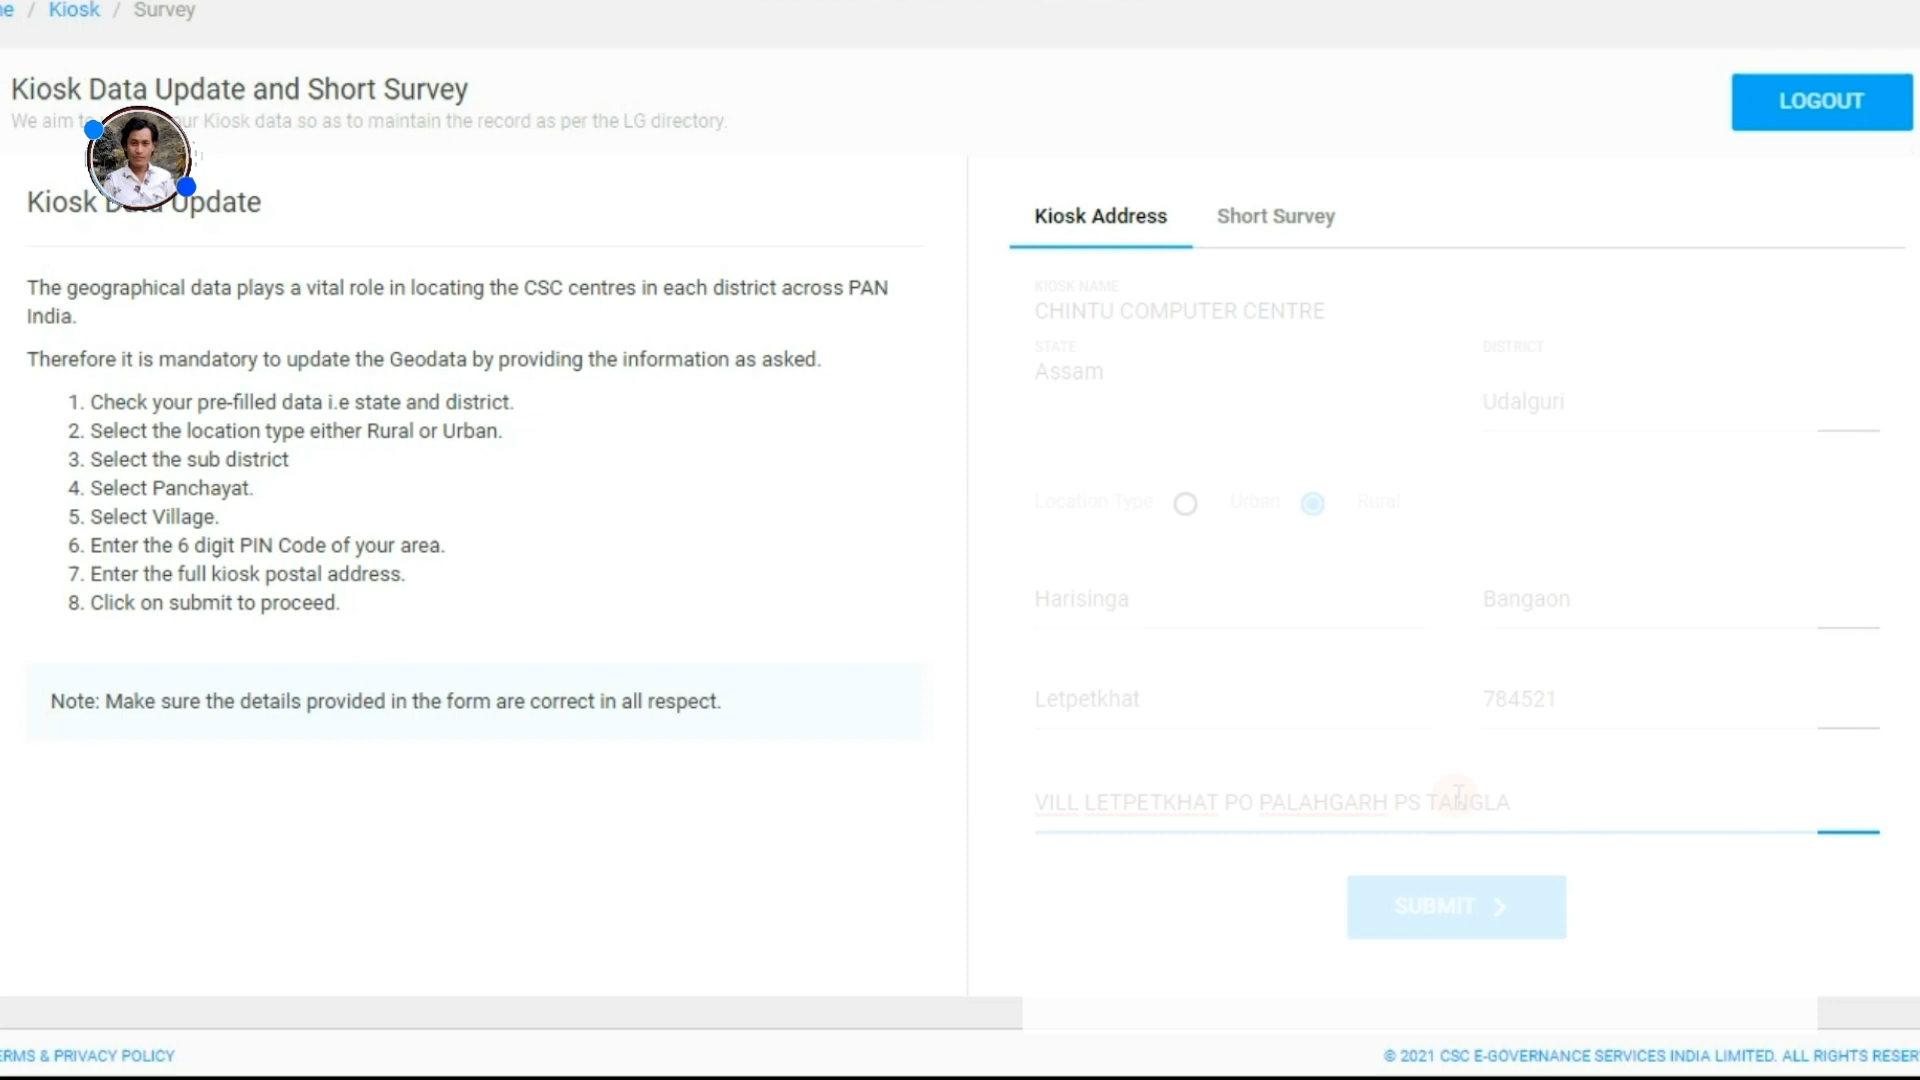 / Kiosk / Survey
Kiosk Data Update and Short Survey
We aim to Kiosk data so as to maintain the record as per the LG directory.
LOGOUT
Kiosk Update
The geographical data plays a vital role in locating the CSC centres in each district across PAN
India.
Therefore it is mandatory to update the Geodata by providing the information as asked.
1. Check your pre-filled data i.e state and district.
2. Select the location type either Rural or Urban.
3. Select the sub district
4. Select Panchayat.
5. Select Village.
6. Enter the 6 digit PIN Code of your area.
7. Enter the full kiosk postal address.
8. Click on submit to proceed.
Note: Make sure the details provided in the form are correct in all respect.
Kiosk Address Short Survey
KIOSK NAME
CHINTU COMPUTER CENTRE
STATE DISTRICT
Assam
Udalguri
Location Type Urban Rural
Harisinga Bangaon
Letpetkhat 784521
VILL LETPETKHAT PO PALAHGARH PS TANGLA
SUBMIT
& PRIVACY POLICY
© 2021 CSC E-GOVERNANCE SERVICES INDIA LIMITED. ALL RIGHTS